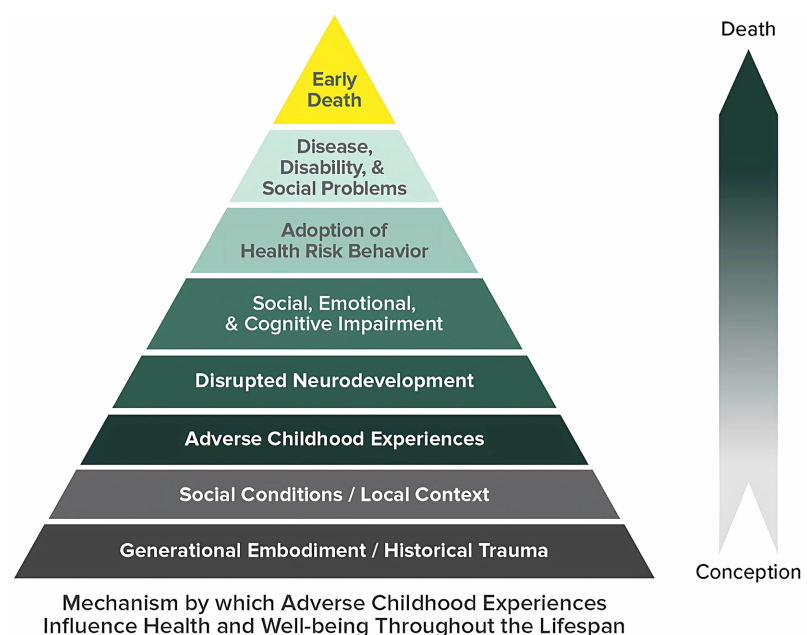 Early
Death
Disease,
Disability, &
Social Problems
Adoption of
Health Risk Behavior
Social, Emotional,
& Cognitive Impairment
Disrupted Neurodevelopment
Adverse Childhood Experiences
Social Conditions / Local Context
Generational Embodiment / Historical Trauma
Mechanism by which Adverse Childhood Experiences
Influence Health and Well-being Throughout the Lifespan
Death
Conception